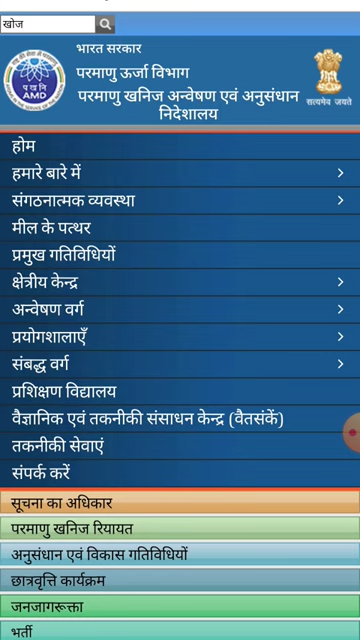 खोज
भारत सरकार
परमाणु ऊर्जा विभाग
परमाणु खनिज अन्वेषण एवं अनुसंधान
निदेशालय
प ख नि
AMD
सत्यमेव जयते
होम
हमारे बारे में
संगठनात्मक व्यवस्था
मील के पत्थर
प्रमुख गतिविधियों
क्षेत्रीय केन्द्र
अन्वेषण वर्ग
प्रयोगशालाएँ
संबद्ध वर्ग
प्रशिक्षण विद्यालय
वैज्ञानिक एवं तकनीकी संसाधन केन्द्र (वैतसंकें)
तकनीकी सेवाएं
संपर्क करें
सूचना का अधिकार
परमाणु खनिज रियायत
अनुसंधान एवं विकास गतिविधियों
छात्रवृत्ति कार्यक्रम
जनजागरूक्ता
भर्ती